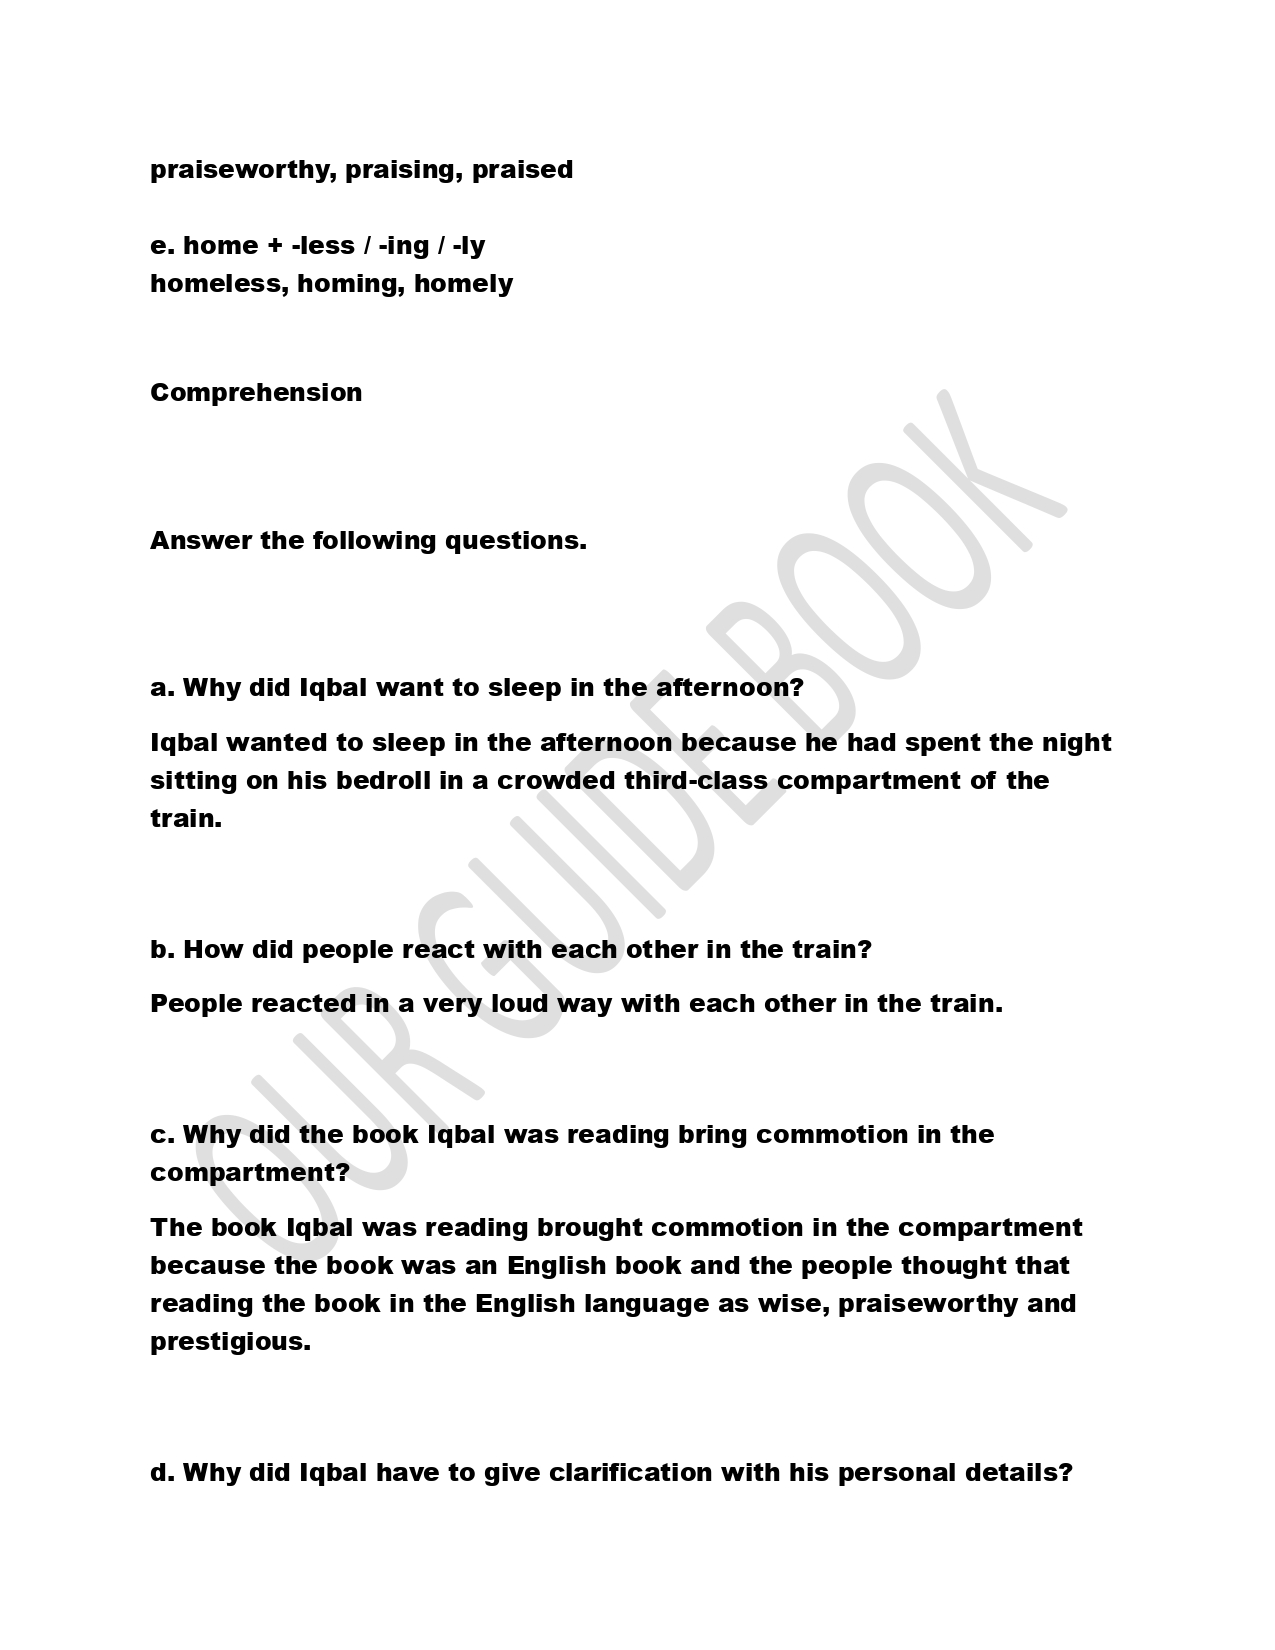 praiseworthy, praising, praised
e. home + -less / -ing / -ly
homeless, homing, homely
Comprehension
Answer the following questions.
a. Why did Iqbal want to sleep in the afternoon?
Iqbal wanted to sleep in the afternoon because he had spent the night
sitting on his bedroll in a crowded third-class compartment of the
train.
b. How did people react with each other in the train?
People reacted in a very loud way with each other in the train.
c. Why did the book Iqbal was reading bring commotion in the
compartment?
The book Iqbal was reading brought commotion in the compartment
because the book was an English book and the people thought that
reading the book in the English language as wise, praiseworthy and
prestigious.
d. Why did Iqbal have to give clarification with his personal details?
OUR GUIDE BOOK